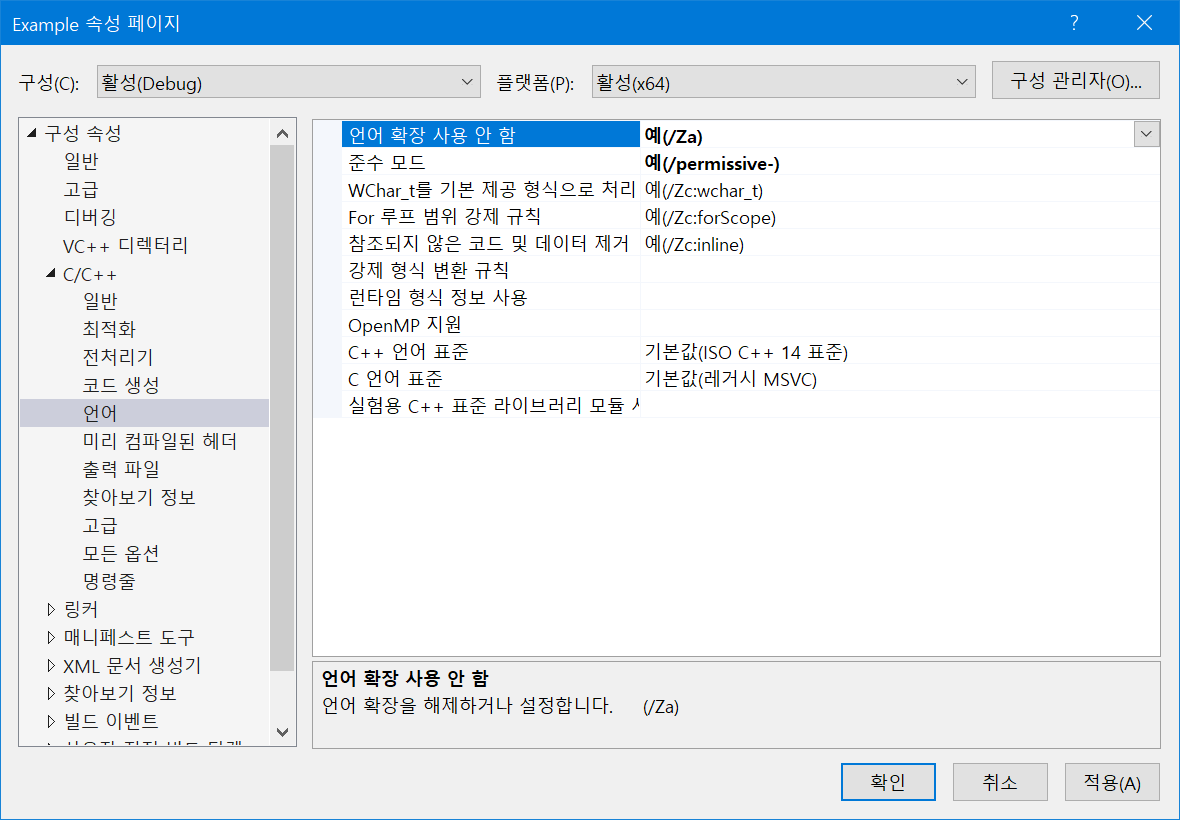 Example 속성 페이지
구성(C): 활성(Debug) 플랫폼(P): 활성(x64) 구성 관리자(O)...
구성 속성
일반
고급
디버깅
VC++ 디렉터리
C/C++
일반
최적화
전처리기
코드 생성
언어
미리 컴파일된 헤더
출력 파일
찾아보기 정보
고급
모든 옵션
명령줄
링커
매니페스트 도구
XML 문서 생성기
찾아보기 정보
빌드 이벤트
언어 확장 사용 안 함 예(/Za)
준수 모드 예(/permissive-)
WChar_t를 기본 제공 형식으로 처리 예(/Zc:wchar_t)
For 루프 범위 강제 규칙 예(/Zc:forScope)
참조되지 않은 코드 및 데이터 제거 예(/Zc:inline)
강제 형식 변환 규칙
런타임 형식 정보 사용
OpenMP 지원
C++ 언어 표준 기본값(ISO C++ 14 표준)
C 언어 표준 기본값(레거시 MSVC)
실험용 C++ 표준 라이브러리 모듈
언어 확장 사용 안 함
언어 확장을 해제하거나 설정합니다. (/Za)
확인 취소 적용(A)